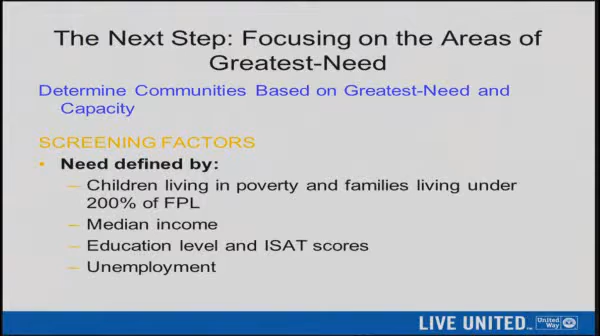 The Next Step: Focusing on the Areas of
Greatest-Need
Determine Communities Based on Greatest-Need and
Capacity
SCREENING FACTORS
• Need defined by:
– Children living in poverty and families living under
200% of FPL
– Median income
– Education level and ISAT scores
– Unemployment
LIVE UNITED™
United
Way